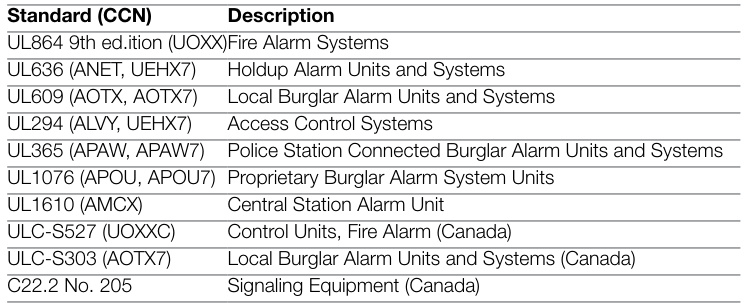 Standard (CCN) Description
UL864 9th ed.ition (UOXX)Fire Alarm Systems
UL636 (ANET, UEHX7) Holdup Alarm Units and Systems
UL609 (AOTX, AOTX7) Local Burglar Alarm Units and Systems
UL294 (ALVY, UEHX7) Access Control Systems
UL365 (APAW, APAW7) Police Station Connected Burglar Alarm Units and Systems
UL1076 (APOU, APOU7) Proprietary Burglar Alarm System Units
UL1610 (AMCX) Central Station Alarm Unit
ULC-S527 (UOXXC) Control Units, Fire Alarm (Canada)
ULC-S303 (AOTX7) Local Burglar Alarm Units and Systems (Canada)
C22.2 No. 205 Signaling Equipment (Canada)